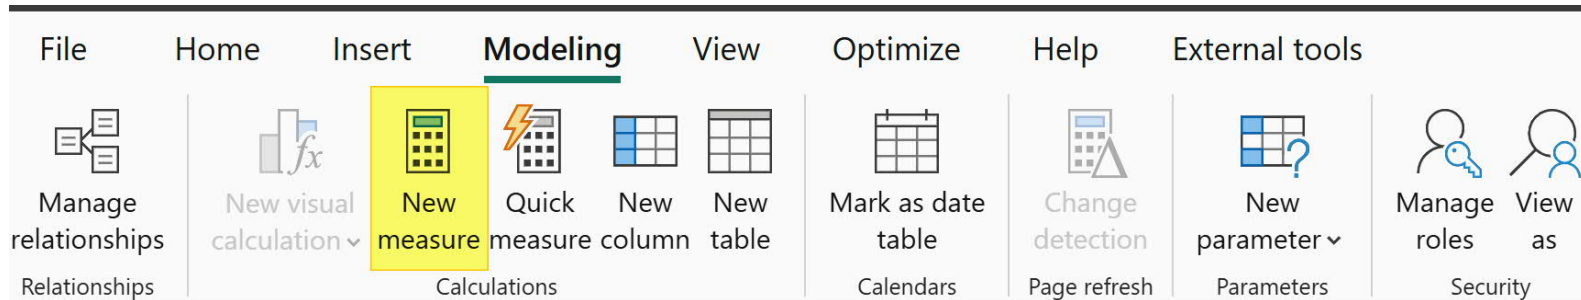 File Home Insert Modeling View Optimize Help External tools
fx
Manage relationships
New visual calculation
New measure
Quick measure
New column
New table
Mark as date table
Change detection
New parameter
Manage roles
View as
Relationships Calculations Calendars Page refresh Parameters Security